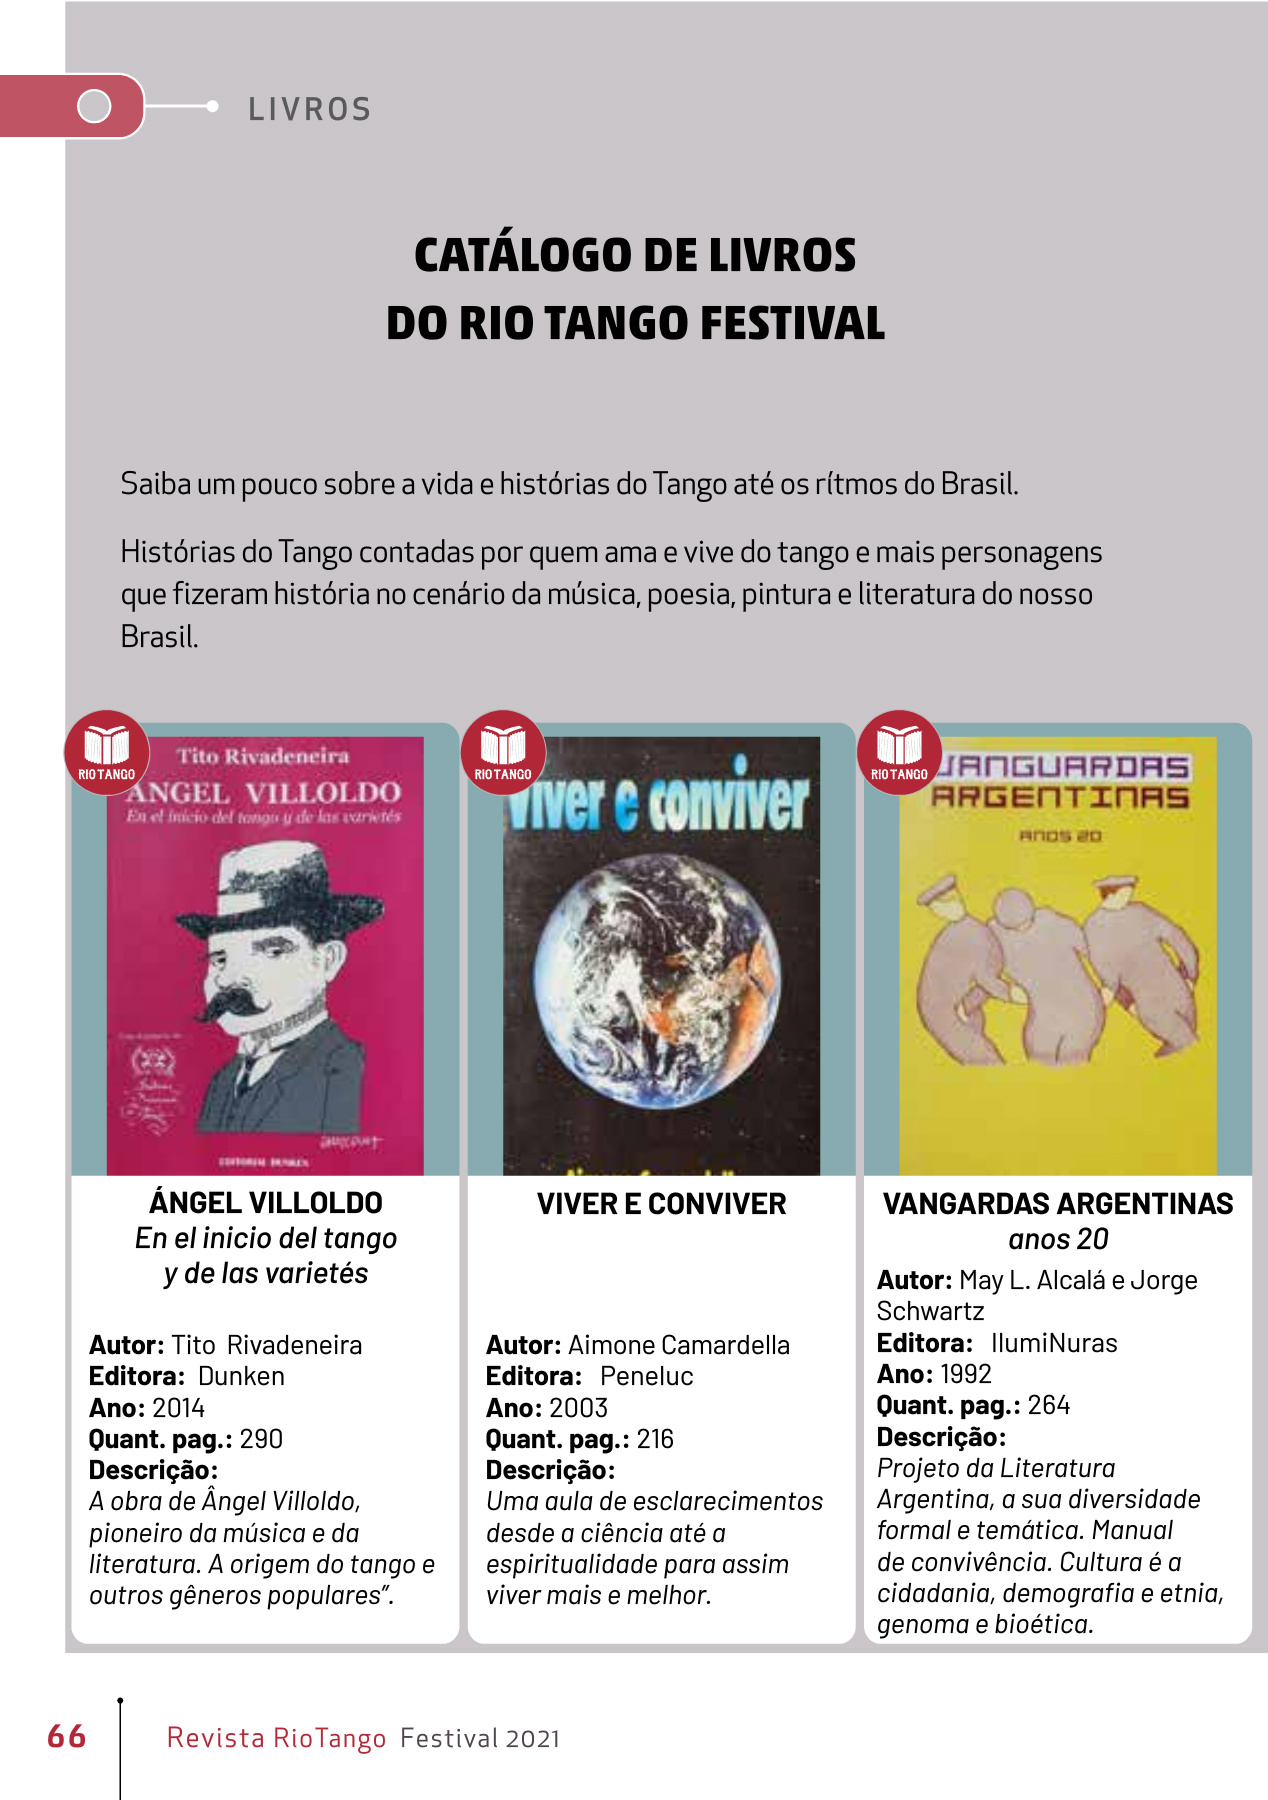 LIVROS
CATÁLOGO DE LIVROS
DO RIO TANGO FESTIVAL
Saiba um pouco sobre a vida e histórias do Tango até os rítmos do Brasil.
Histórias do Tango contadas por quem ama e vive do tango e mais personagens
que fizeram história no cenário da música, poesia, pintura e literatura do nosso
Brasil.
RIO TANGO
Tito Rivadeneira
ANGEL VILLOLDO
En el inicio del tango y de las varietés
EDITORIAL DUNKEN
ÁNGEL VILLOLDO
En el inicio del tango
y de las varietés
Autor: Tito Rivadeneira
Editora: Dunken
Ano: 2014
Quant. pag.: 290
Descrição:
A obra de Ângel Villoldo,
pioneiro da música e da
literatura. A origem do tango e
outros gêneros populares”.
RIO TANGO
viver e conviver
VIVER E CONVIVER
Autor: Aimone Camardella
Editora: Peneluc
Ano: 2003
Quant. pag.: 216
Descrição:
Uma aula de esclarecimentos
desde a ciência até a
espiritualidade para assim
viver mais e melhor.
RIO TANGO
VANGUARDAS
ARGENTINAS
ANOS 20
VANGARDAS ARGENTINAS
anos 20
Autor: May L. Alcalá e Jorge
Schwartz
Editora: IlumiNuras
Ano: 1992
Quant. pag.: 264
Descrição:
Projeto da Literatura
Argentina, a sua diversidade
formal e temática. Manual
de convivência. Cultura é a
cidadania, demografia e etnia,
genoma e bioética.
66
Revista RioTango Festival 2021